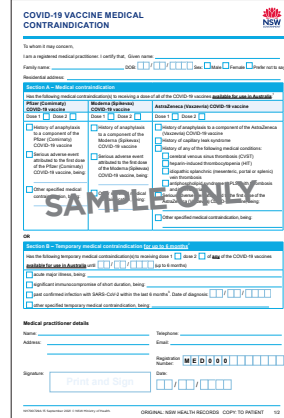 COVID-19 VACCINE MEDICAL
CONTRAINDICATION
NSW
To whom it may concern,
I am a registered medical practitioner. I certify that, Given name:
Family name: DOB Sex: Male Female Prefer not to say
Residential address:
Section A – Medical contraindication
Has the following medical contraindication(s) to receiving a dose of all of the COVID-19 vaccines available for use in Australia
Pfizer (Comirnaty)
COVID-19 vaccine
Dose 1 Dose 2
History of anaphylaxis
to a component of the
Pfizer (Comirnaty)
COVID-19 vaccine
Serious adverse event
attributed to the first dose
of the Pfizer (Comirnaty)
COVID-19 vaccine, being:
Other specified medical
Moderna (Spikevax)
COVID-19 vaccine
Dose 1 Dose 2
History of anaphylaxis
to a component of the
Moderna (Spikevax)
COVID-19 vaccine
Serious adverse event
attributed to the first dose
of the Moderna (Spikevax)
COVID-19 vaccine, being:
AstraZeneca (Vaxzevria) COVID-19 vaccine
Dose 1 Dose 2
History of anaphylaxis to a component of the AstraZeneca
(Vaxzevria) COVID-19 vaccine
History of capillary leak syndrome
History of any of the following medical conditions:
cerebral venous sinus thrombosis (CVST)
heparin-induced thrombocytopenia (HIT)
idiopathic splanchnic (mesenteric, portal or splenic)
vein thrombosis
antiphospholipid syndrome
Other specified medical contraindication, being:
SAMPLE ONLY
OR
Section B – Temporary medical contraindication for up to 6 months
Has the following temporary medical contraindication(s) to receiving dose 1 dose 2 of any of the COVID-19 vaccines
available for use in Australia until (up to 6 months):
acute major illness, being:
significant immunocompromise of short duration, being:
past confirmed infection with SARS-CoV-2 within the last 6 months. Date of diagnosis:
other specified temporary medical contraindication, being:
Medical practitioner details
Name: Telephone:
Address: Email:
Registration
Number: MED000
Signature Print and Sign Date:
ORIGINAL: NSW HEALTH RECORDS COPY: TO PATIENT 1/2